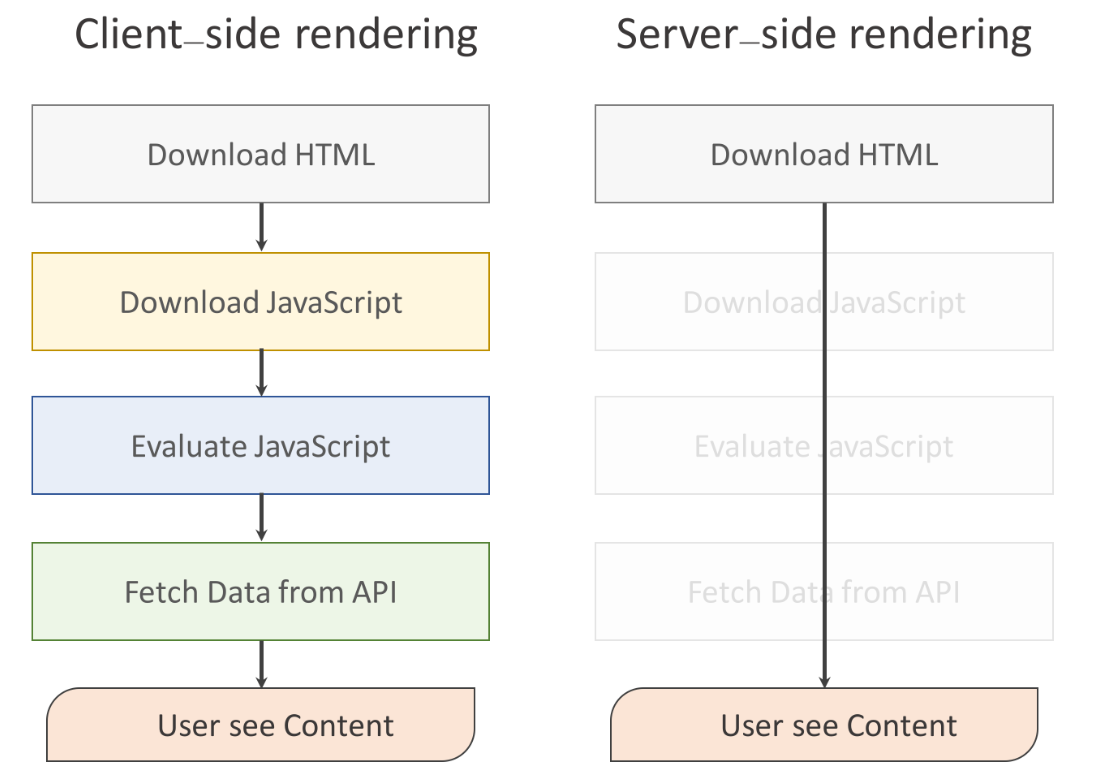 Client–side rendering
Download HTML
Download JavaScript
Evaluate JavaScript
Fetch Data from API
User see Content
Server–side rendering
Download HTML
Download JavaScript
Evaluate JavaScript
Fetch Data from API
User see Content